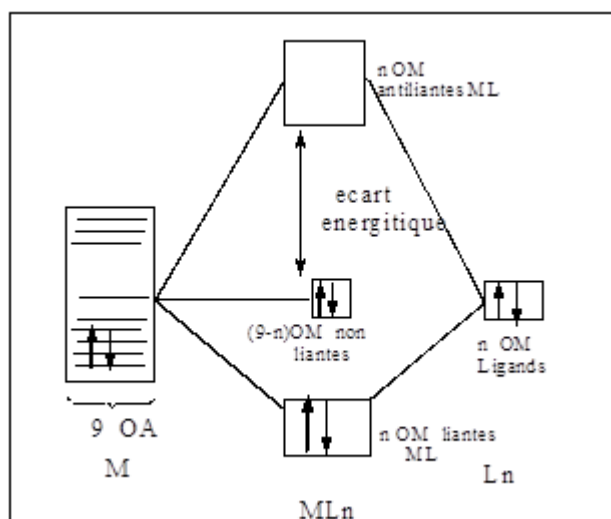 n OM
antiliantes ML
ecart
energitique
(9-n)OM non
liantes
n OM
Ligands
9 OA
M
n OM liantes
ML
Ln
MLn